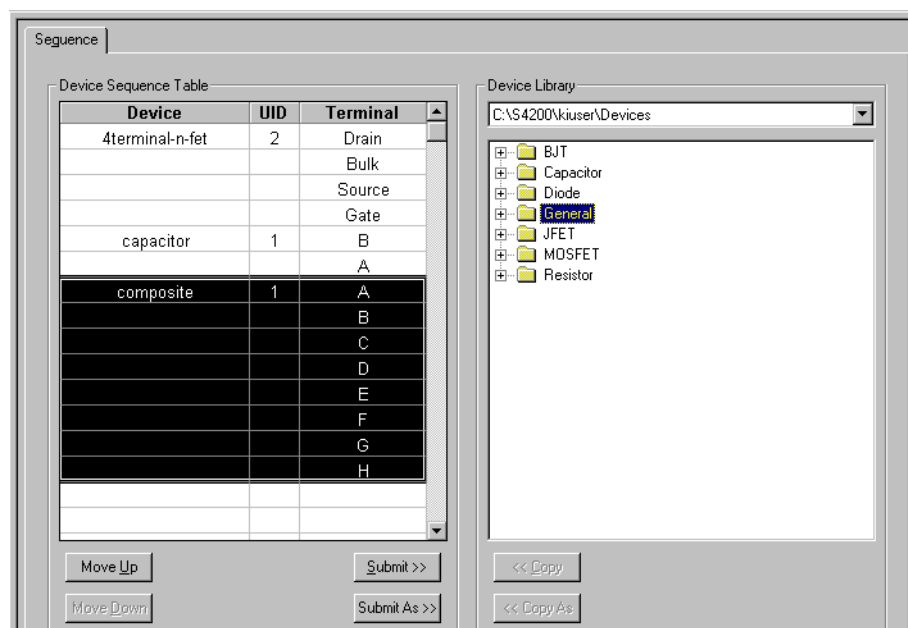 Sequence
Device Sequence Table
Device UID Terminal
4terminal-n-fet 2 Drain
Bulk
Source
Gate
capacitor 1 B
A
composite 1 A
B
C
D
E
F
G
H
Move Up
Submit >>
Move Down
Submit As >>
Device Library
C:\S4200\kiuser\Devices
BJT
Capacitor
Diode
General
JFET
MOSFET
Resistor
<< Copy
<< Copy As